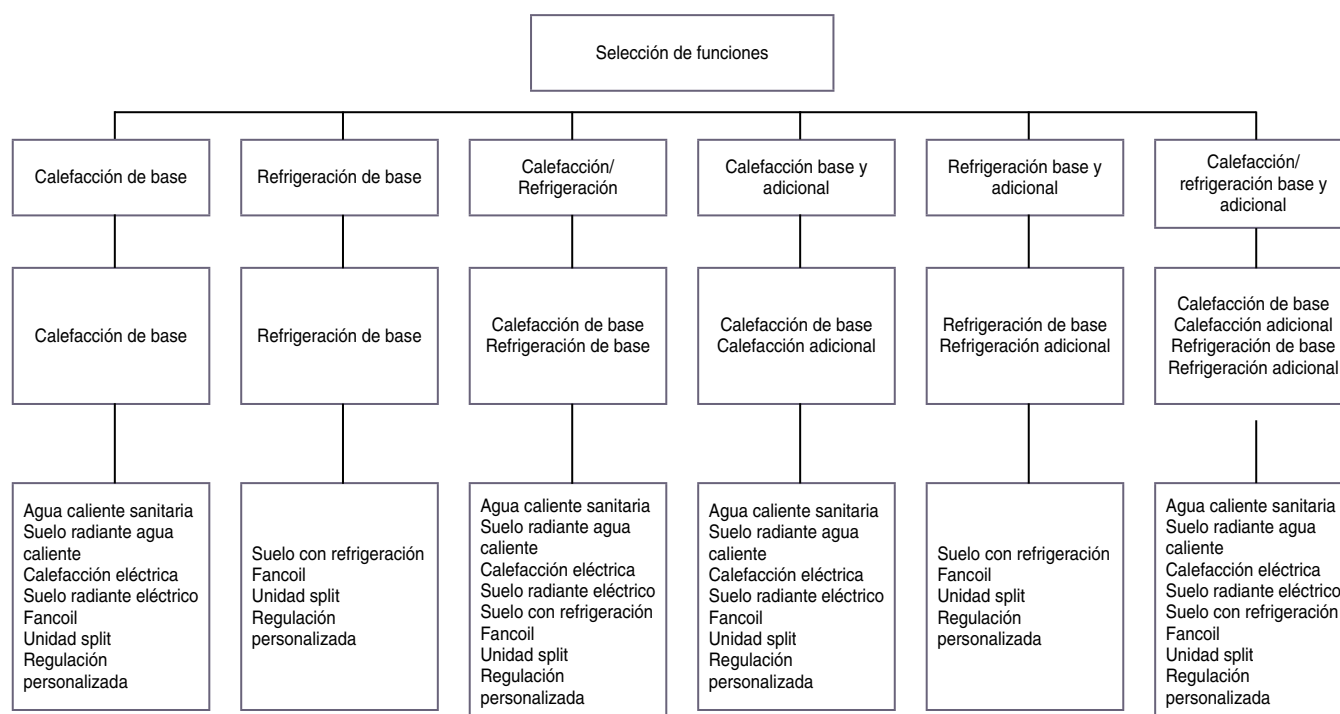 Selección de funciones
Calefacción de base
Refrigeración de base
Calefacción/
Refrigeración
Calefacción base y
adicional
Refrigeración base y
adicional
Calefacción/
refrigeración base y
adicional
Calefacción de base
Refrigeración de base
Calefacción de base
Refrigeración de base
Calefacción de base
Calefacción adicional
Refrigeración de base
Refrigeración adicional
Calefacción de base
Calefacción adicional
Refrigeración de base
Refrigeración adicional
Agua caliente sanitaria
Suelo radiante agua
caliente
Calefacción eléctrica
Suelo radiante eléctrico
Fancoil
Unidad split
Regulación
personalizada
Suelo con refrigeración
Fancoil
Unidad split
Regulación
personalizada
Agua caliente sanitaria
Suelo radiante agua
caliente
Calefacción eléctrica
Suelo radiante eléctrico
Suelo con refrigeración
Fancoil
Unidad split
Regulación
personalizada
Agua caliente sanitaria
Suelo radiante agua
caliente
Calefacción eléctrica
Suelo radiante eléctrico
Fancoil
Unidad split
Regulación
personalizada
Suelo con refrigeración
Fancoil
Unidad split
Regulación
personalizada
Agua caliente sanitaria
Suelo radiante agua
caliente
Calefacción eléctrica
Suelo radiante eléctrico
Suelo con refrigeración
Fancoil
Unidad split
Regulación
personalizada